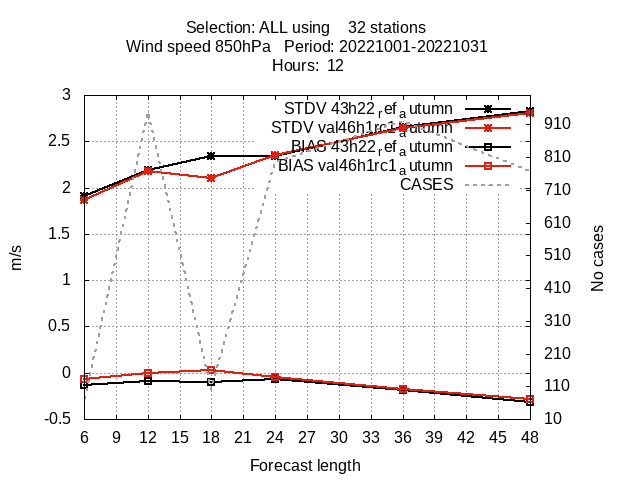 Selection: ALL using 32 stations
Wind speed 850hPa Period: 20221001-20221031
Hours: 12
STDV 43h22_ref_autumn
STDV val46h1rc1_autumn
BIAS 43h22_ref_autumn
BIAS val46h1rc1_autumn
CASES
3
2.5
2
1.5
1
0.5
0
-0.5
m/s
910
810
710
610
510
410
310
210
110
10
No cases
6 9 12 15 18 21 24 27 30 33 36 39 42 45 48
Forecast length